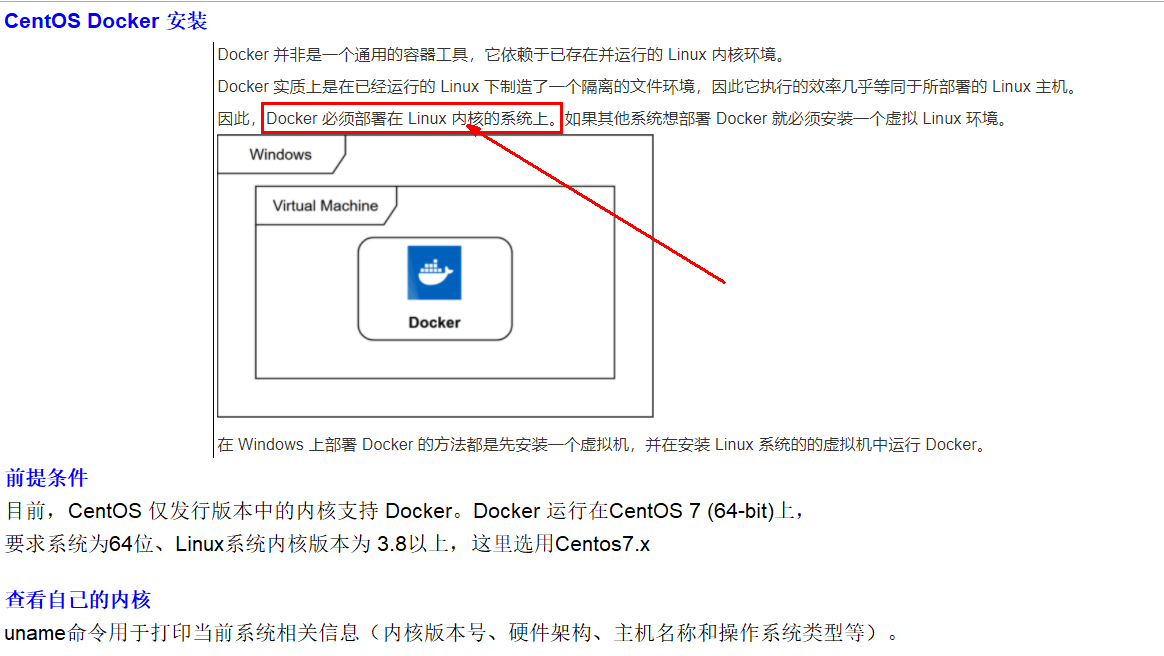 CentOS Docker 安装
Docker 并非是一个通用的容器工具，它依赖于已存在并运行的 Linux 内核环境。
Docker 实质上是在已经运行的 Linux 下制造了一个隔离的文件环境，因此它执行的效率几乎等同于所部署的 Linux 主机。
因此，Docker 必须部署在 Linux 内核的系统上。如果其他系统想部署 Docker 就必须安装一个虚拟 Linux 环境。
Windows
Virtual Machine
Docker
在 Windows 上部署 Docker 的方法都是先安装一个虚拟机，并在安装 Linux 系统的的虚拟机中运行 Docker。
前提条件
目前，CentOS 仅发行版本中的内核支持 Docker。Docker 运行在CentOS 7 (64-bit)上，
要求系统为64位、Linux系统内核版本为 3.8以上，这里选用Centos7.x
查看自己的内核
uname命令用于打印当前系统相关信息（内核版本号、硬件架构、主机名称和操作系统类型等）。